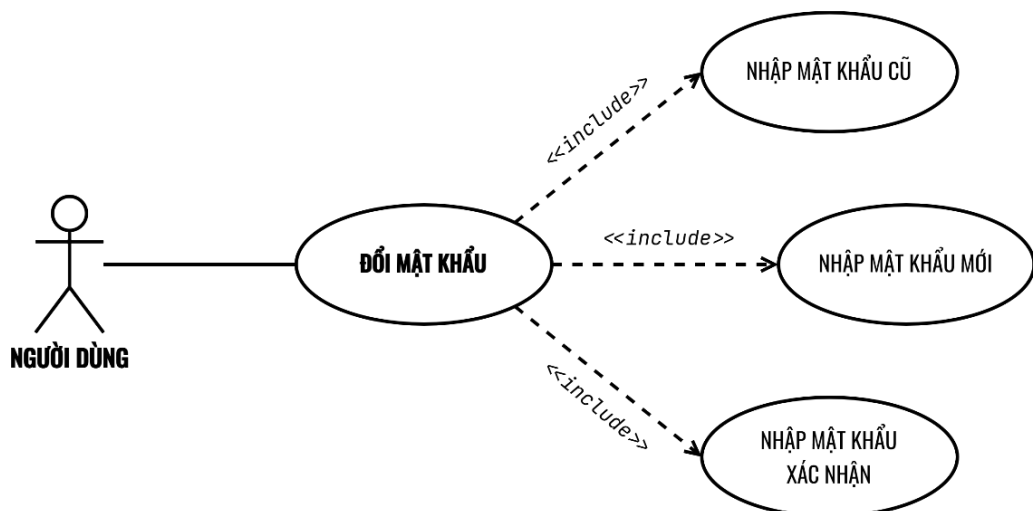 NHẬP MẬT KHẨU CŨ
<<include>>
<<include>>
ĐỔI MẬT KHẨU
NHẬP MẬT KHẨU MỚI
NGƯỜI DÙNG
<<include>>
NHẬP MẬT KHẨU
XÁC NHẬN